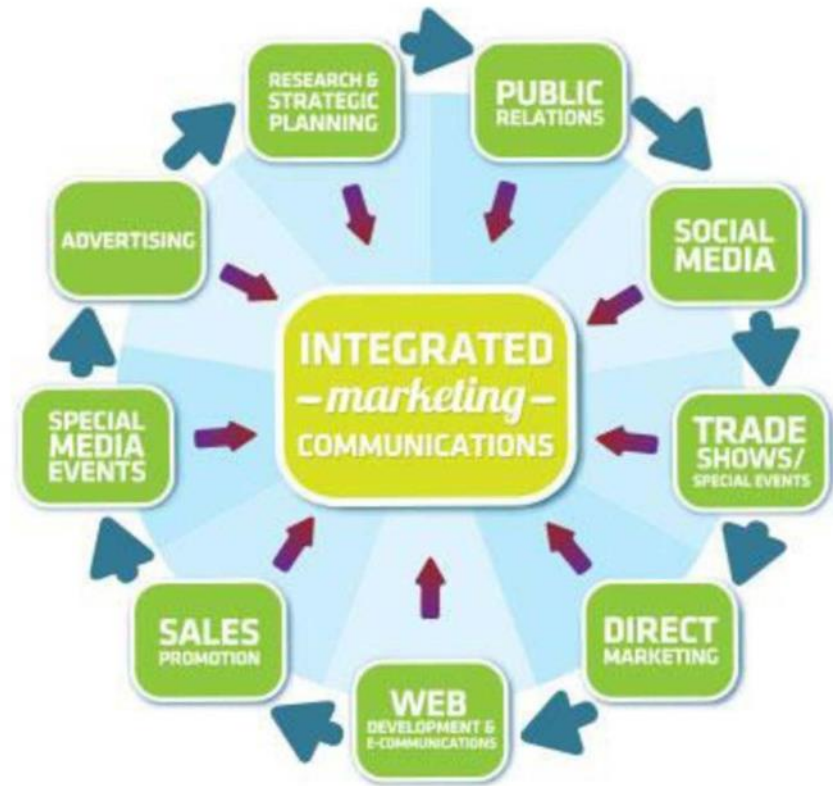 RESEARCH &
STRATEGIC
PLANNING
PUBLIC
RELATIONS
ADVERTISING
SOCIAL
MEDIA
INTEGRATED
– marketing –
COMMUNICATIONS
SPECIAL
MEDIA
EVENTS
TRADE
SHOWS/
SPECIAL EVENTS
SALES
PROMOTION
DIRECT
MARKETING
WEB
DEVELOPMENT &
E-COMMUNICATIONS